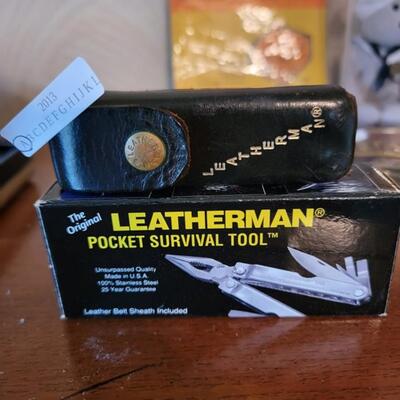 2013
ABCDEFGHIJKL
LEATHERMAN®
The Original LEATHERMAN®
POCKET SURVIVAL TOOL™
Unsurpassed Quality
Made in U.S.A.
100% Stainless Steel
25 Year Guarantee
Leather Belt Sheath Included